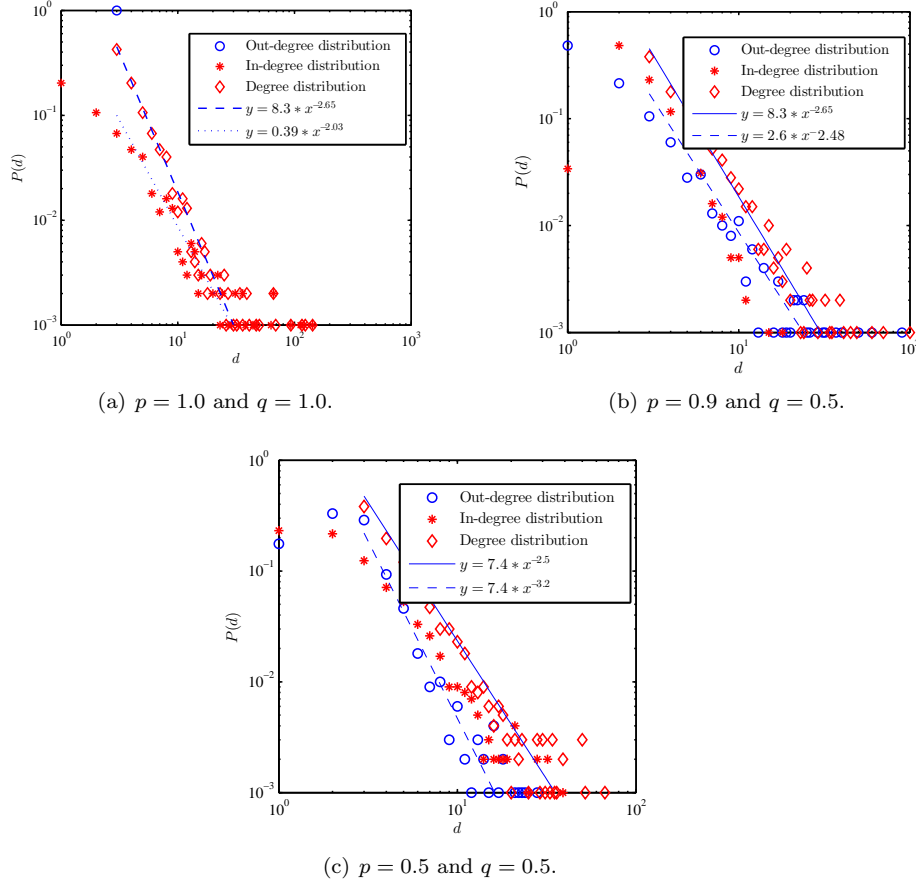 10^0
10^-1
10^-2
10^-3
P(d)
10^0 10^1 10^2 10^3
d
Out-degree distribution
In-degree distribution
Degree distribution
y = 8.3 * x^-2.65
y = 0.39 * x^-2.03
(a) p = 1.0 and q = 1.0.
10^0
10^-1
10^-2
10^-3
P(d)
10^0 10^1 10^2
d
Out-degree distribution
In-degree distribution
Degree distribution
y = 8.3 * x^-2.65
y = 2.6 * x^-2.48
(b) p = 0.9 and q = 0.5.
10^0
10^-1
10^-2
10^-3
P(d)
10^0 10^1 10^2
d
Out-degree distribution
In-degree distribution
Degree distribution
y = 7.4 * x^-2.5
y = 7.4 * x^-3.2
(c) p = 0.5 and q = 0.5.